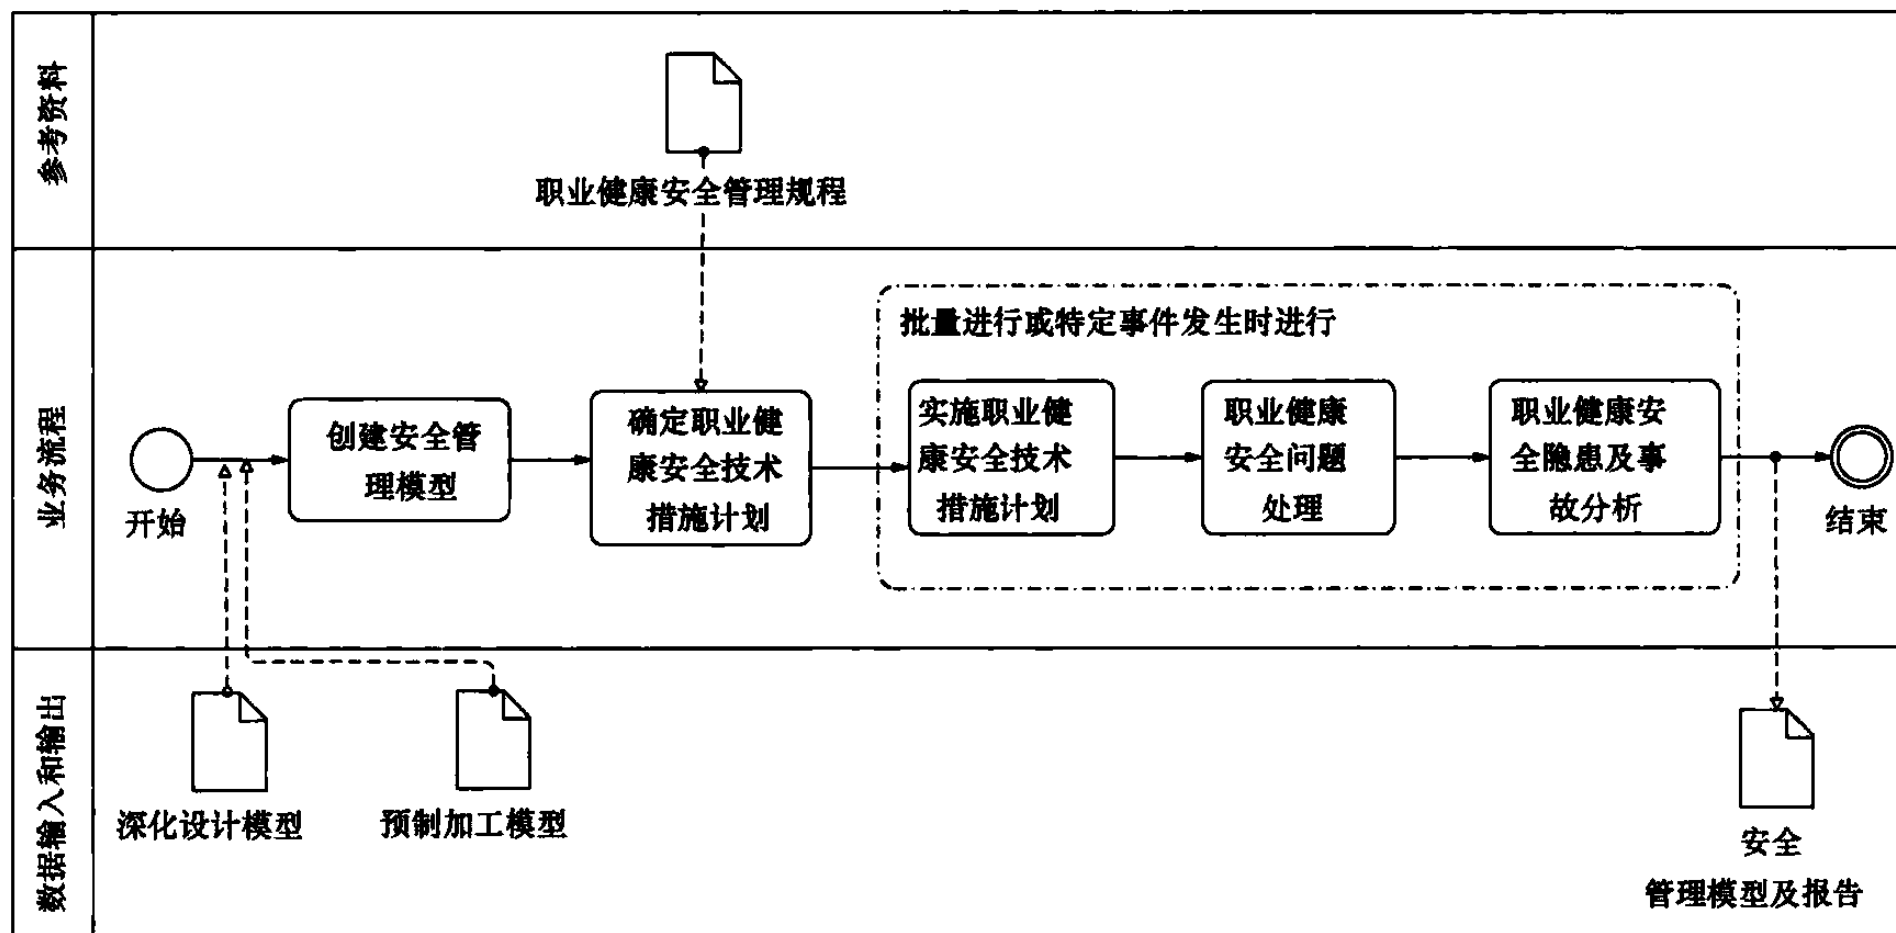 参考资料
职业健康安全管理规程
业务流程
批量进行或特定事件发生时进行
开始
创建安全管
理模型
确定职业健
康安全技术
措施计划
实施职业健
康安全技术
措施计划
职业健康
安全问题
处理
职业健康安
全隐患及事
故分析
结束
数据输入和输出
深化设计模型
预制加工模型
安全
管理模型及报告